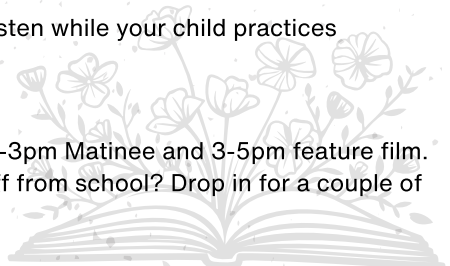 sten while your child practices
-3pm Matinee and 3-5pm feature film.
ff from school? Drop in for a couple of